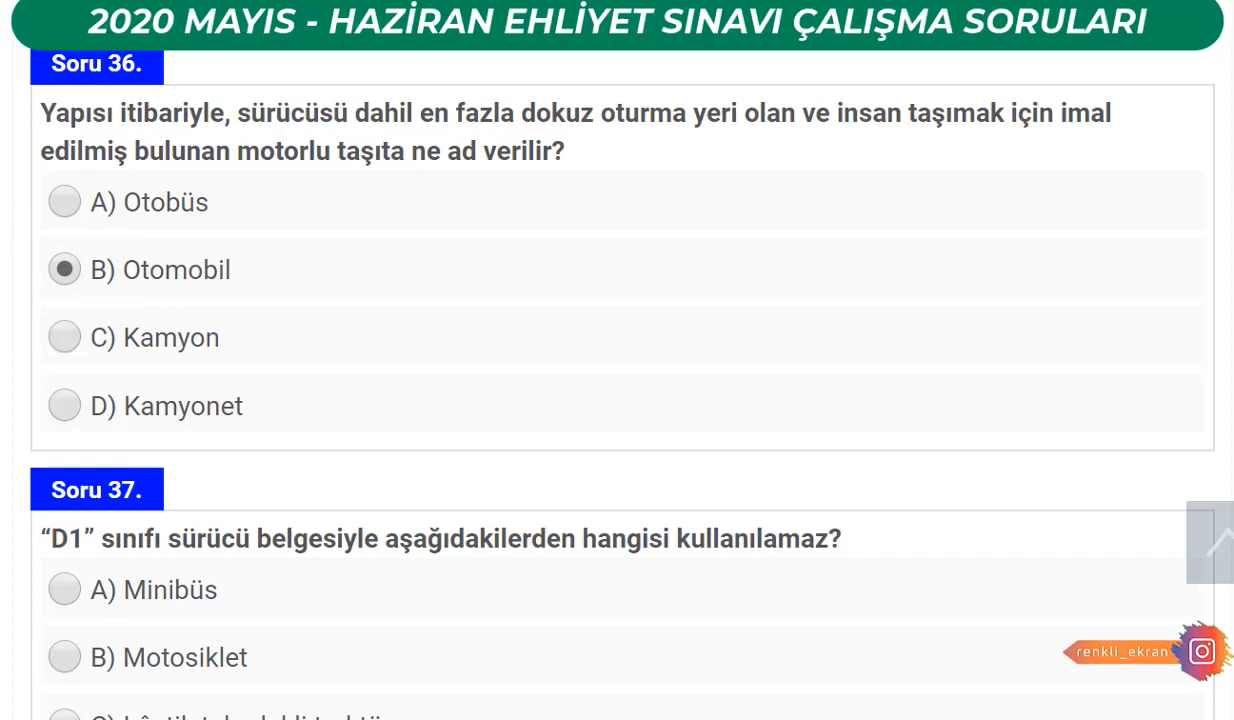 2020 MAYIS - HAZİRAN EHLİYET SINAVI ÇALIŞMA SORULARI
Soru 36.
Yapısı itibariyle, sürücüsü dahil en fazla dokuz oturma yeri olan ve insan taşımak için imal
edilmiş bulunan motorlu taşıta ne ad verilir?
A) Otobüs
B) Otomobil
C) Kamyon
D) Kamyonet
Soru 37.
“D1” sınıfı sürücü belgesiyle aşağıdakilerden hangisi kullanılamaz?
A) Minibüs
B) Motosiklet
renkli_ekran